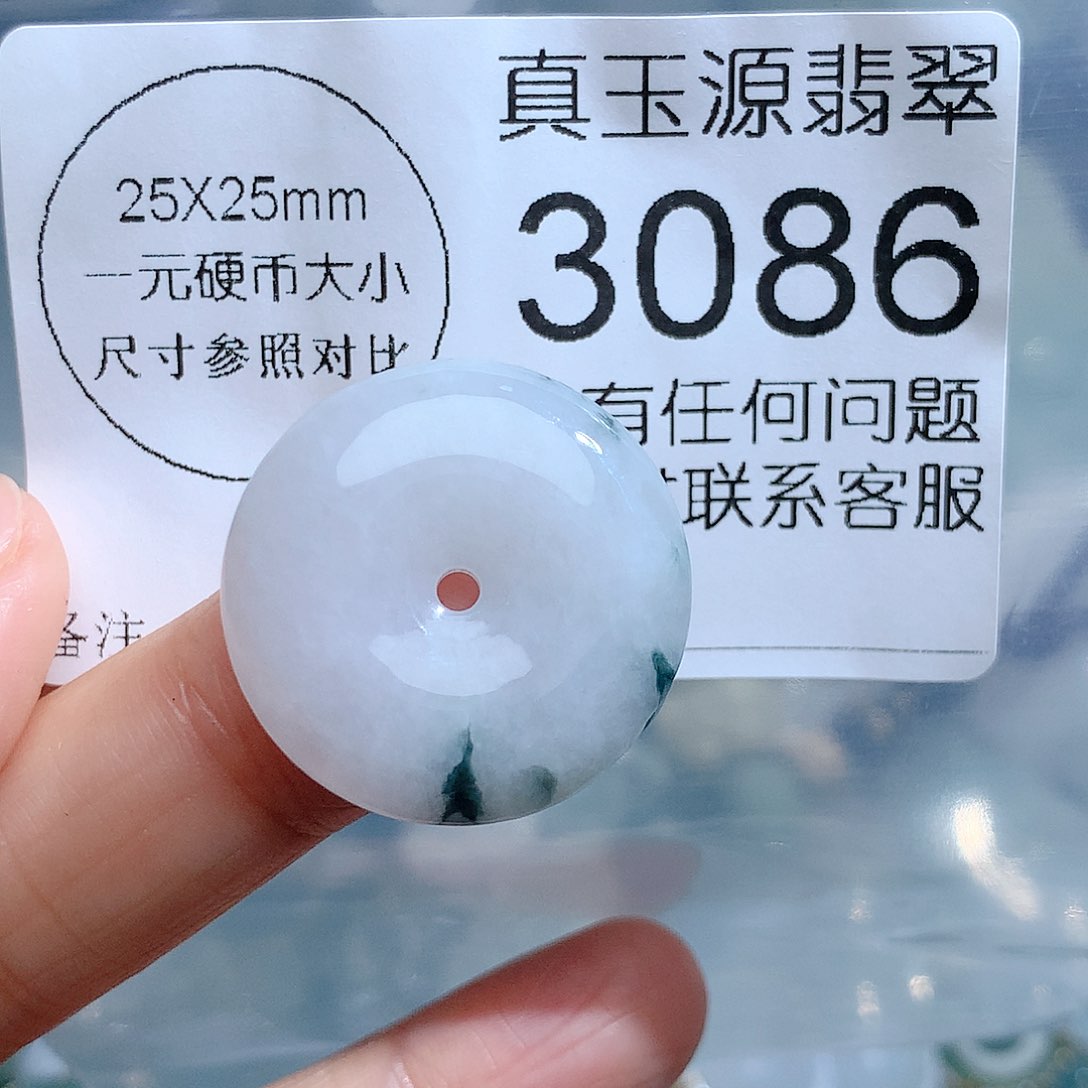 25X25mm
一元硬币大小
尺寸参照对比
真玉源翡翠
3086
有任何问题
联系客服
备注